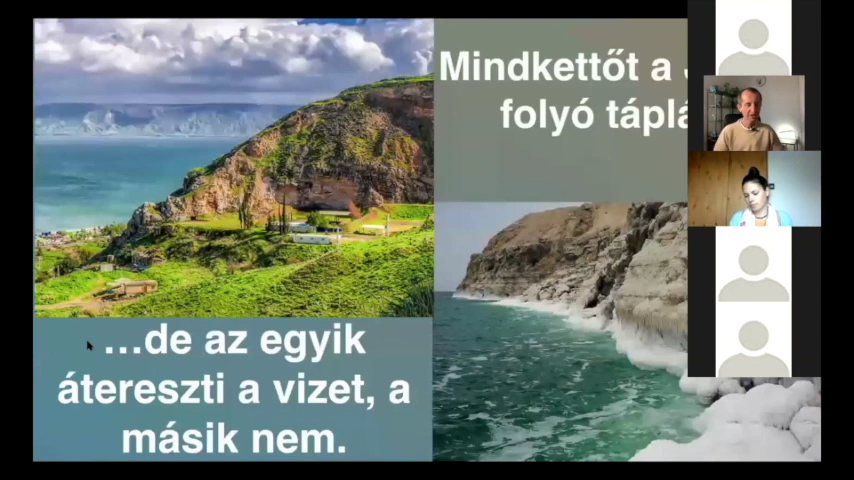 Mindkettőt a
folyó táplá
…de az egyik
átereszti a vizet, a
másik nem.